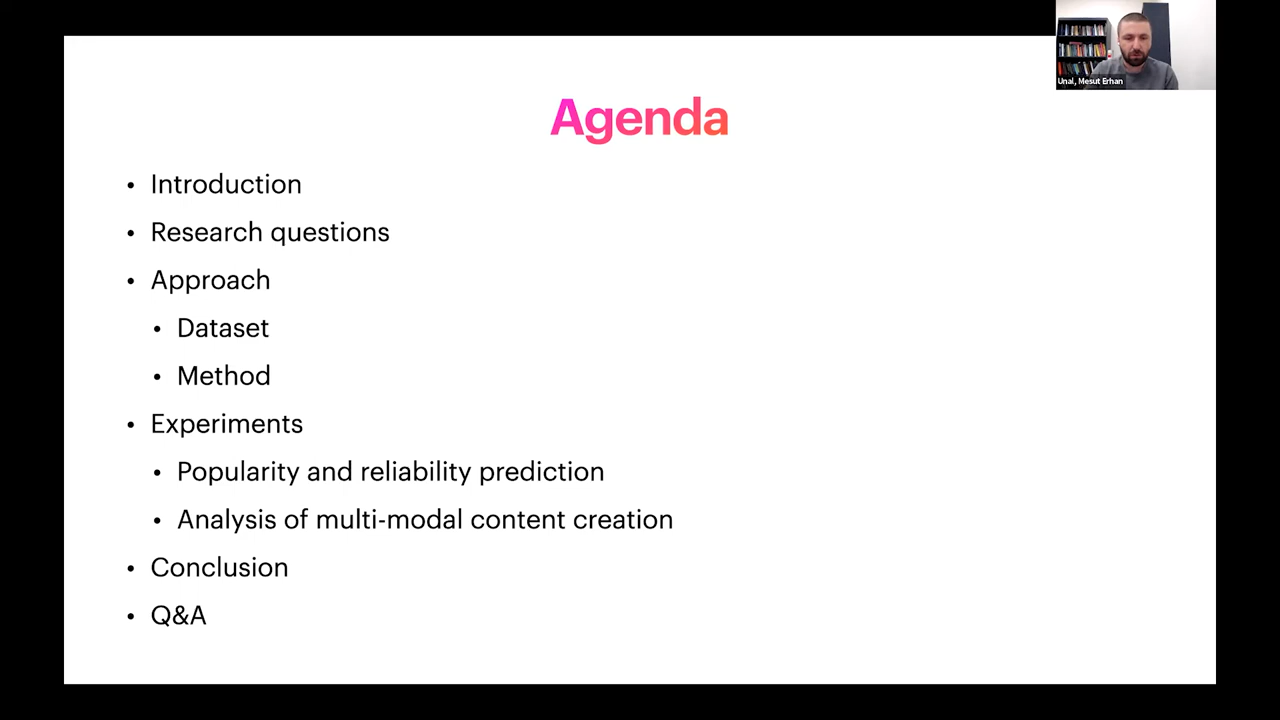 Unal, Mesut Erhan
Agenda
• Introduction
• Research questions
• Approach
• Dataset
• Method
• Experiments
• Popularity and reliability prediction
• Analysis of multi-modal content creation
• Conclusion
• Q&A